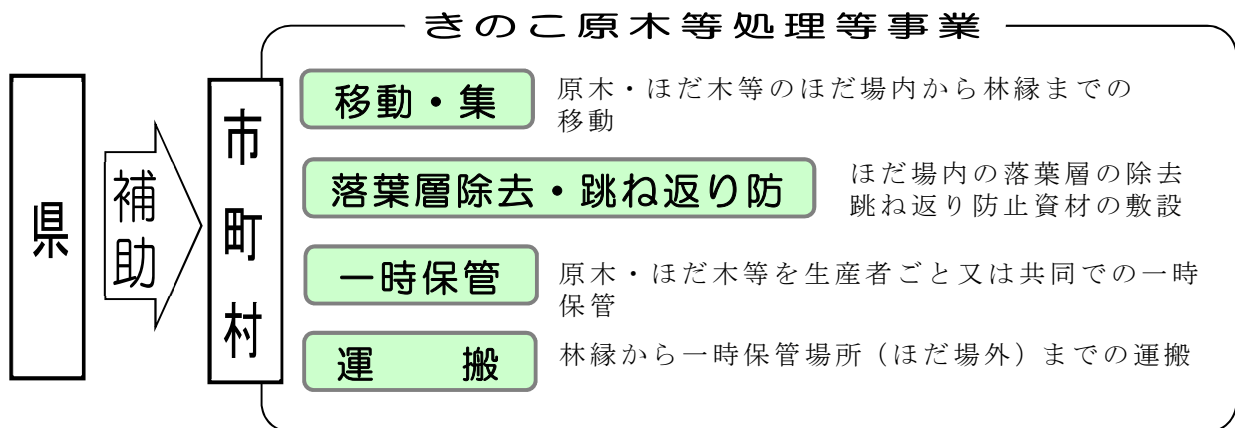 きのこ原木等処理等事業
県
補助
市町村
移動・集
原木・ほだ木等のほだ場内から林縁までの
移動
落葉層除去・跳ね返り防
ほだ場内の落葉層の除去
跳ね返り防止資材の敷設
一時保管
原木・ほだ木等を生産者ごと又は共同での一時
保管
運　搬
林縁から一時保管場所（ほだ場外）までの運搬